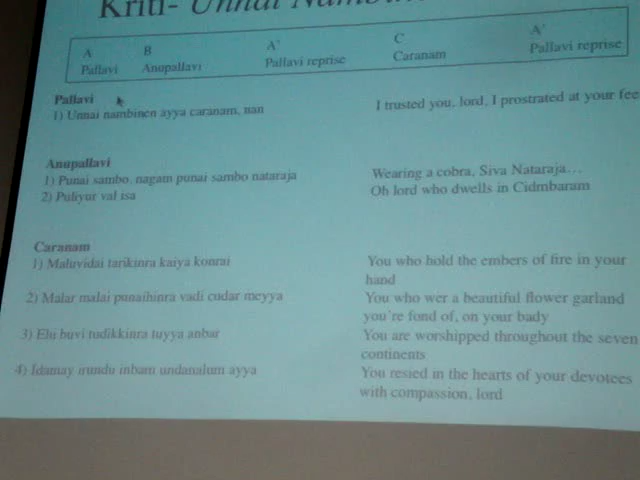 Kriti- Unnai Nambin
A B A' C A'
Pallavi Anupallavi Pallavi reprise Caranam Pallavi reprise
Pallavi
1) Unnai nambinen ayya caranam, nan I trusted you, lord, I prostrated at your fee
Anupallavi
1) Punai sambo, nagam punai sambo nataraja Wearing a cobra, Siva Nataraja…
2) Puliyur val isa Oh lord who dwells in Cidmbaram
Caranam
1) Maluvidai tarikinra kaiya konrai You who hold the embers of fire in your
hand
2) Malar malai punaihinra vadi cudar meyya You who wer a beautiful flower garland
you're fond of, on your bady
3) Elu buvi tudikkinra tuyya anbar You are worshipped throughout the seven
continents
4) Idamay irundu inbam undanalum ayya You resied in the hearts of your devotees
with compassion, lord